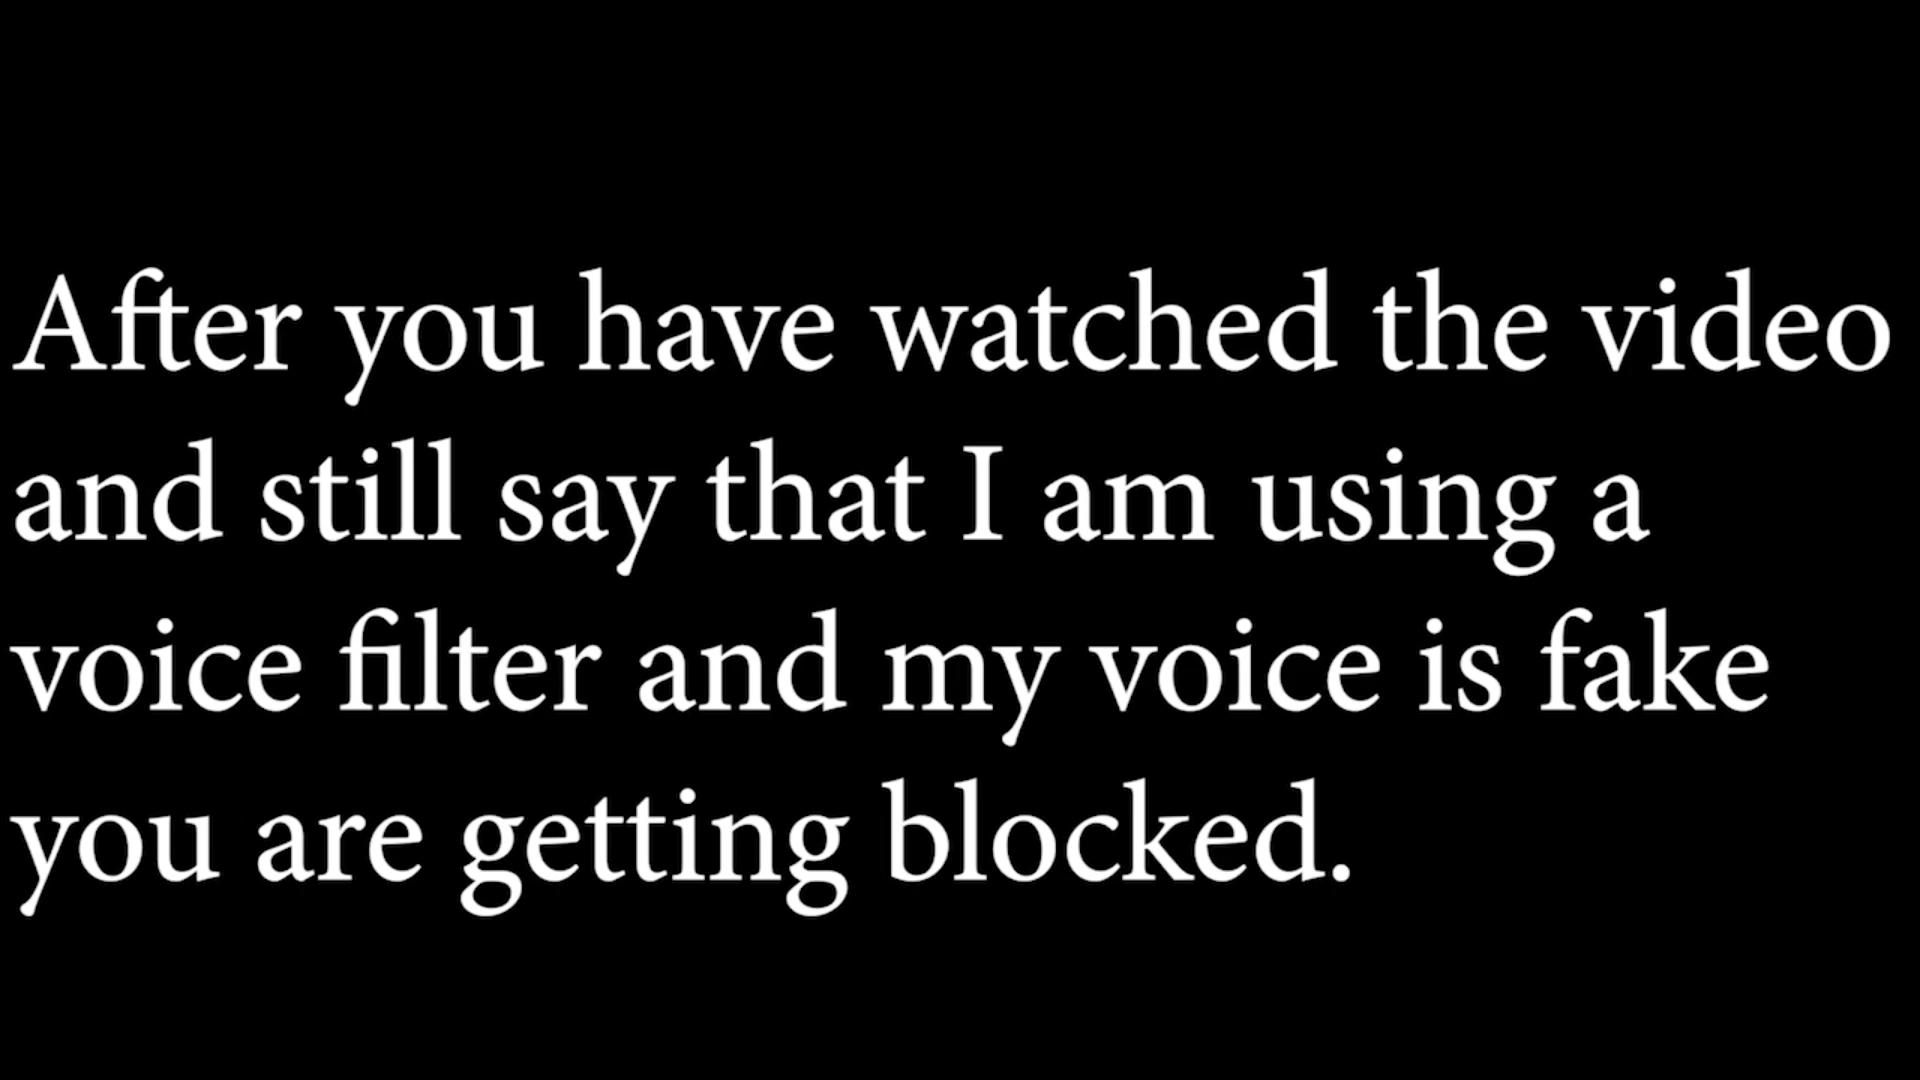 After you have watched the video
and still say that I am using a
voice filter and my voice is fake
you are getting blocked.